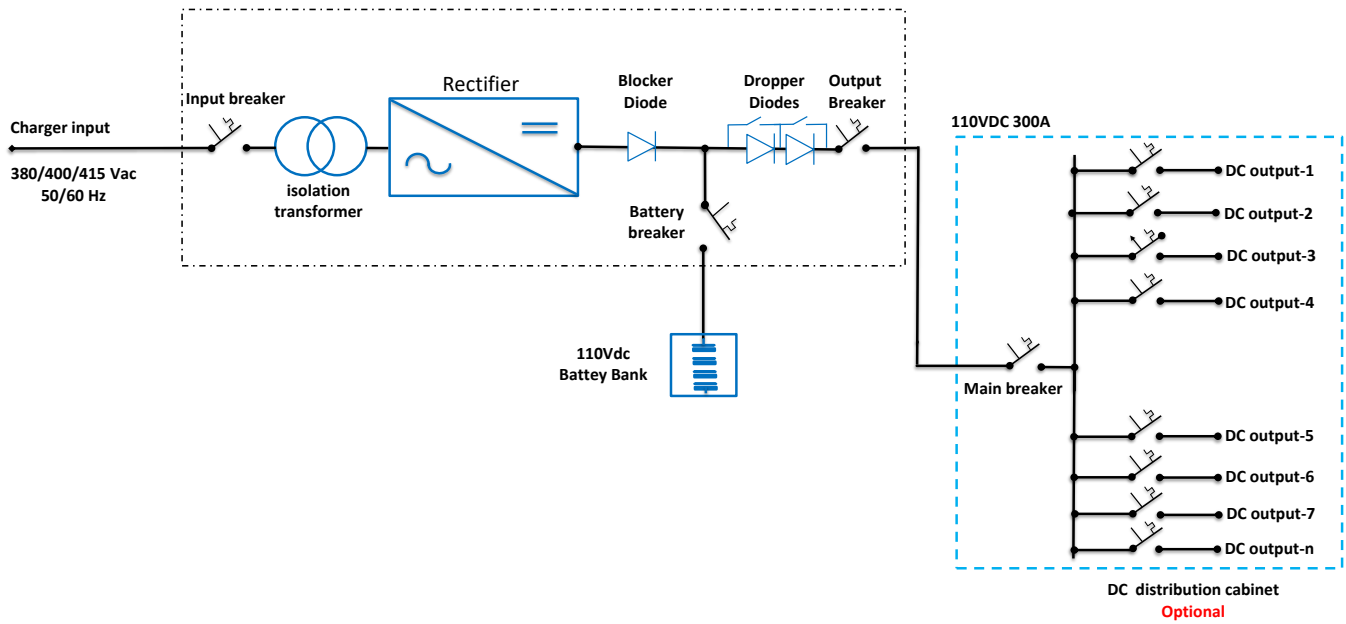 Charger input
380/400/415 Vac
50/60 Hz
Input breaker
isolation
transformer
Rectifier
Blocker
Diode
Dropper
Diodes
Output
Breaker
Battery
breaker
110Vdc
Battey Bank
110VDC 300A
Main breaker
DC output-1
DC output-2
DC output-3
DC output-4
DC output-5
DC output-6
DC output-7
DC output-n
DC distribution cabinet
Optional